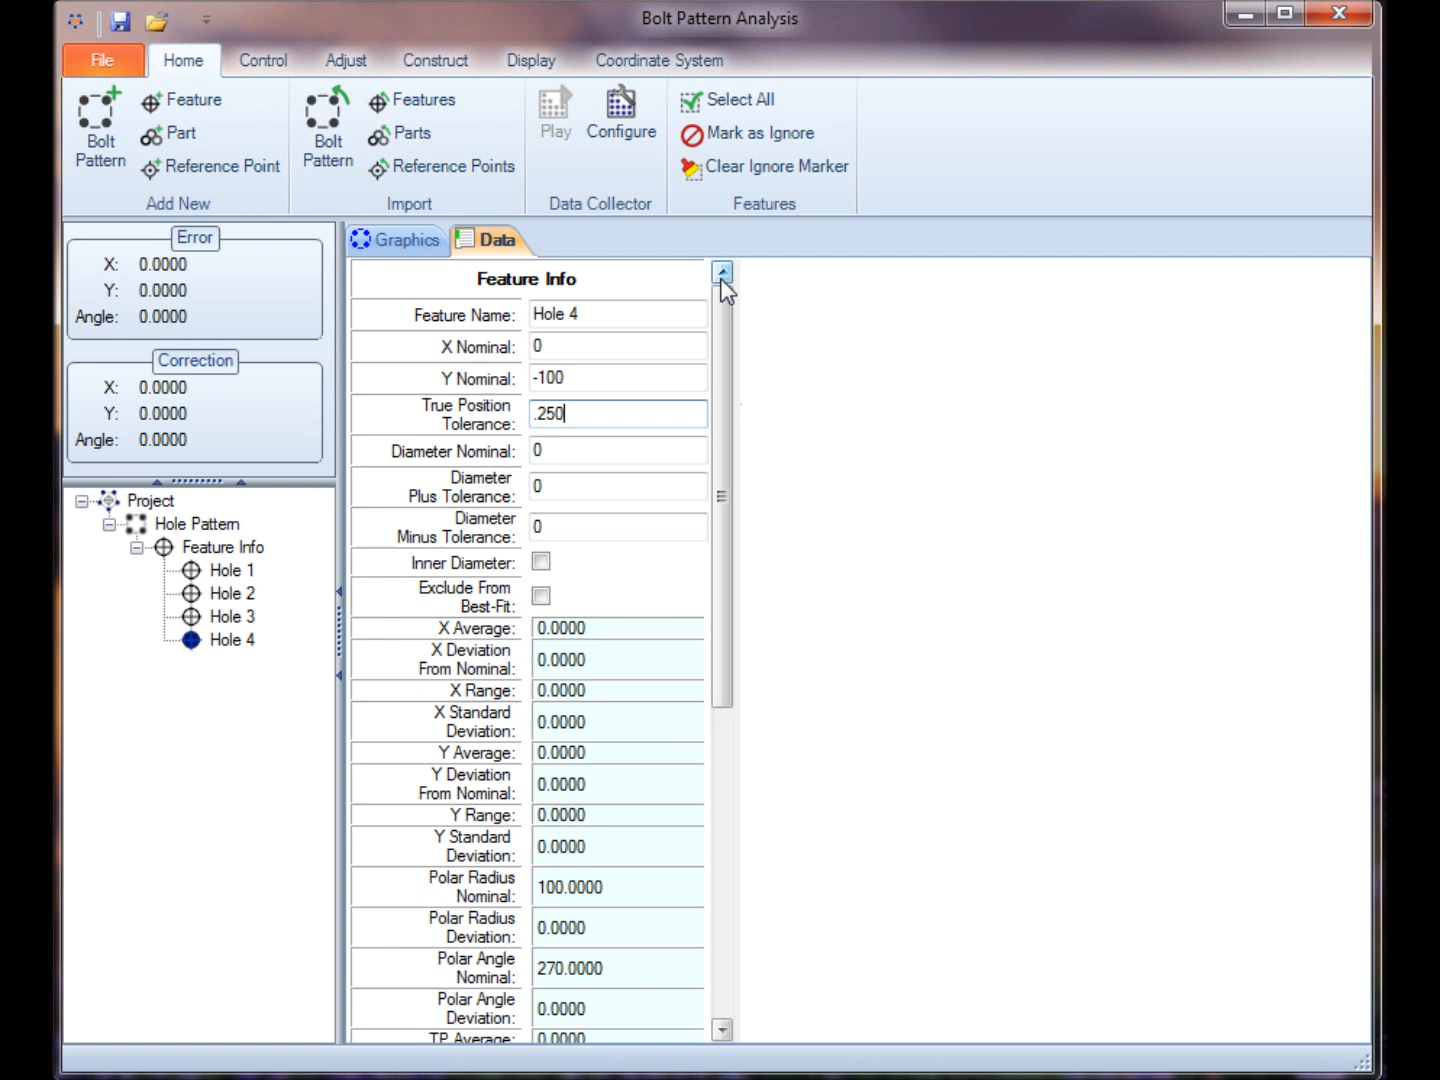 Bolt Pattern Analysis
File Home Control Adjust Construct Display Coordinate System
Bolt Pattern
Feature
Part
Reference Point
Add New
Bolt Pattern
Features
Parts
Reference Points
Import
Play
Configure
Data Collector
Select All
Mark as Ignore
Clear Ignore Marker
Features
Error
X: 0.0000
Y: 0.0000
Angle: 0.0000
Correction
X: 0.0000
Y: 0.0000
Angle: 0.0000
Project
Hole Pattern
Feature Info
Hole 1
Hole 2
Hole 3
Hole 4
Graphics Data
Feature Info
Feature Name: Hole 4
X Nominal: 0
Y Nominal: -100
True Position
Tolerance: .250
Diameter Nominal: 0
Diameter
Plus Tolerance: 0
Diameter
Minus Tolerance: 0
Inner Diameter:
Exclude From
Best-Fit:
X Average: 0.0000
X Deviation
From Nominal: 0.0000
X Range: 0.0000
X Standard
Deviation: 0.0000
Y Average: 0.0000
Y Deviation
From Nominal: 0.0000
Y Range: 0.0000
Y Standard
Deviation: 0.0000
Polar Radius
Nominal: 100.0000
Polar Radius
Deviation: 0.0000
Polar Angle
Nominal: 270.0000
Polar Angle
Deviation: 0.0000
TP Average: 0.0000